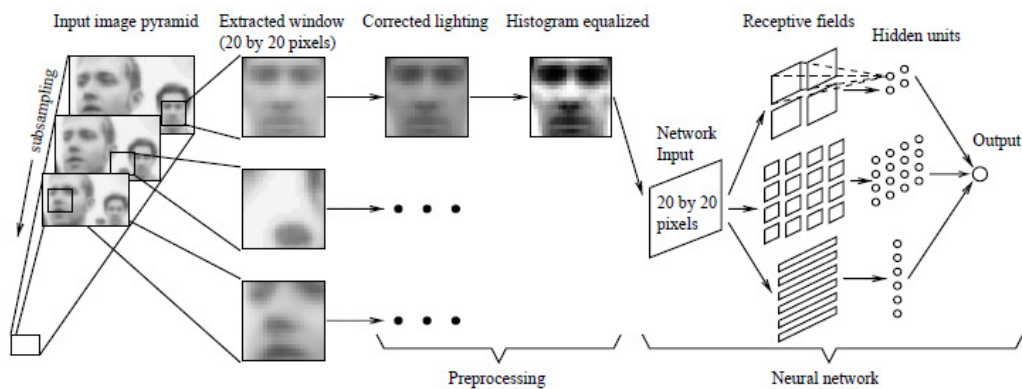 Input image pyramid
Extracted window
(20 by 20 pixels)
Corrected lighting
Histogram equalized
Receptive fields
Hidden units
subsampling
Network
Input
Output
20 by 20
pixels
Preprocessing
Neural network